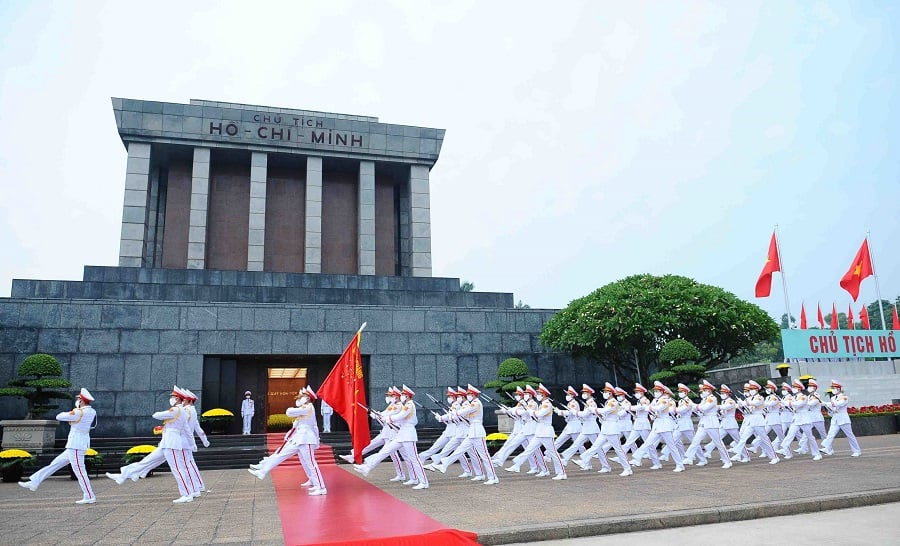 CHỦ TỊCH
HỒ - CHÍ - MINH
CHỦ TỊCH HỒ